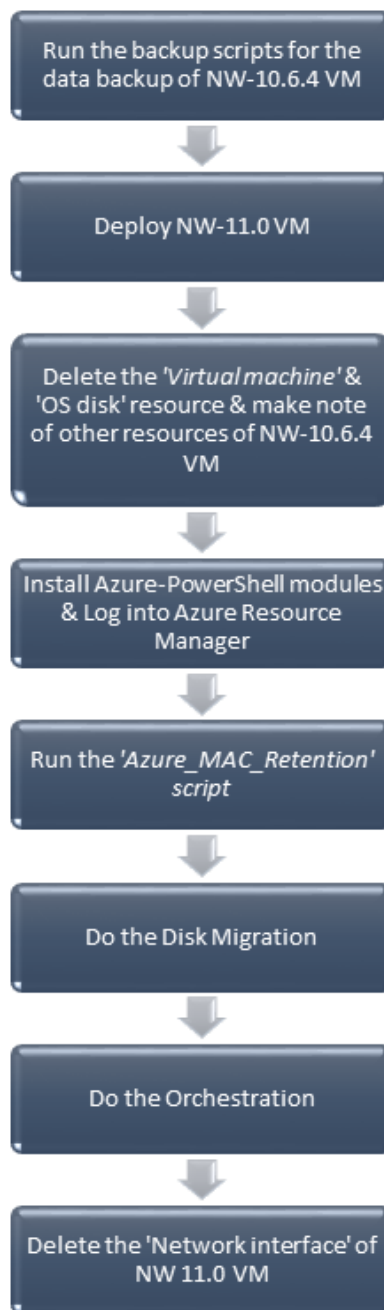 Run the backup scripts for the
data backup of NW-10.6.4 VM
Deploy NW-11.0 VM
Delete the 'Virtual machine' &
'OS disk' resource & make note
of other resources of NW-10.6.4
VM
Install Azure-PowerShell modules
& Log into Azure Resource
Manager
Run the 'Azure_MAC_Retention'
script
Do the Disk Migration
Do the Orchestration
Delete the 'Network interface' of
NW 11.0 VM